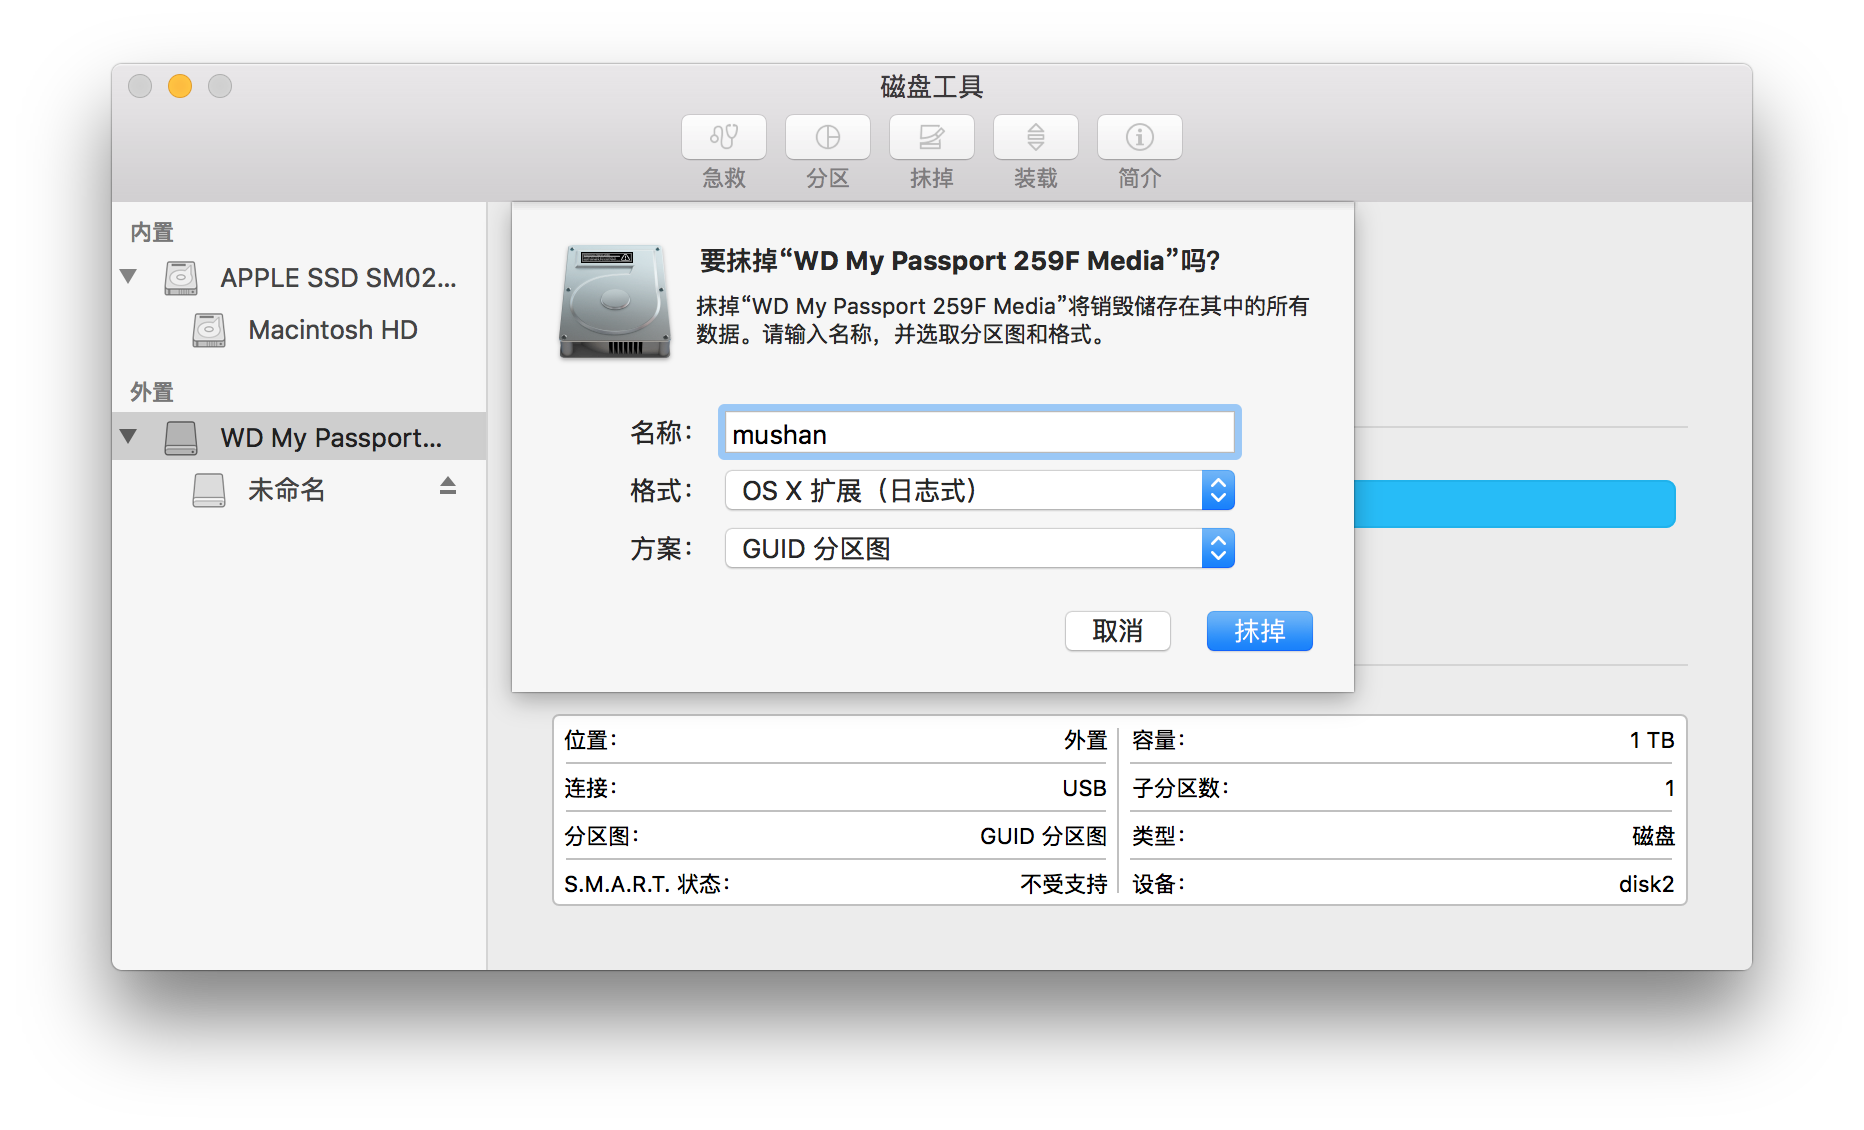 磁盘工具
急救
分区
抹掉
装载
简介
内置
APPLE SSD SM02...
Macintosh HD
外置
WD My Passport...
未命名
要抹掉“WD My Passport 259F Media”吗?
抹掉“WD My Passport 259F Media”将销毁储存在其中的所有
数据。请输入名称，并选取分区图和格式。
名称： mushan
格式： OS X 扩展（日志式）
方案： GUID 分区图
取消
抹掉
位置： 外置
容量： 1 TB
连接： USB
子分区数： 1
分区图： GUID 分区图
类型： 磁盘
S.M.A.R.T. 状态： 不受支持
设备： disk2